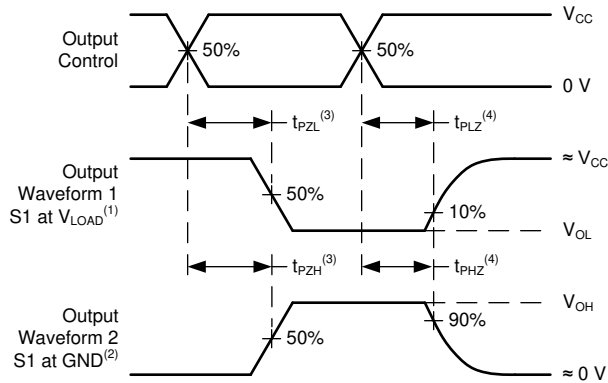 V_CC
Output
Control
50%
50%
0 V
t_PZL^(3)
t_PLZ^(4)
≈ V_CC
Output
Waveform 1
S1 at V_LOAD^(1)
50%
10%
V_OL
t_PZH^(3)
t_PHZ^(4)
V_OH
Output
Waveform 2
S1 at GND^(2)
50%
90%
≈ 0 V